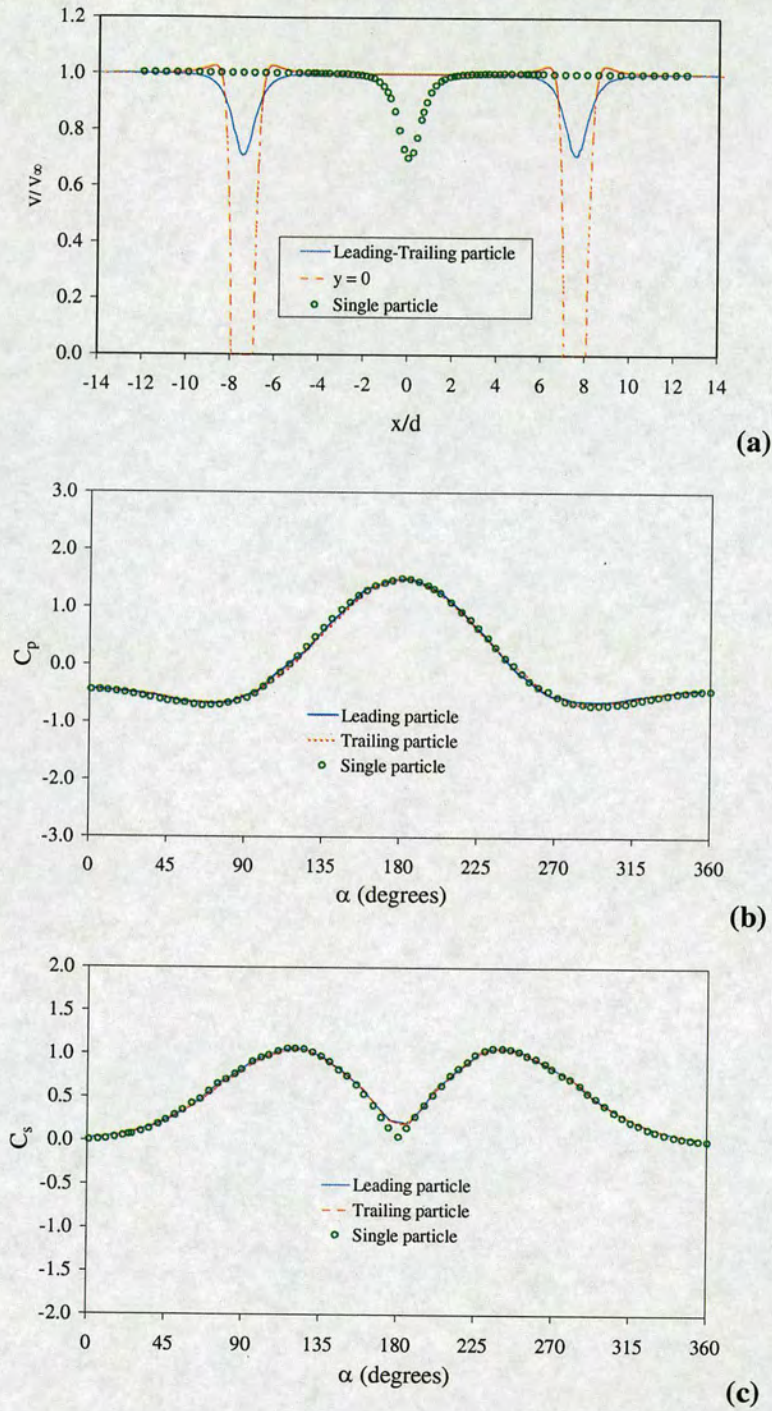 1.2
1.0
0.8
0.6
0.4
0.2
0.0
V/V∞
Leading-Trailing particle
y = 0
Single particle
-14 -12 -10 -8 -6 -4 -2 0 2 4 6 8 10 12 14
x/d
(a)
3.0
2.0
1.0
0.0
-1.0
-2.0
-3.0
Cp
Leading particle
Trailing particle
Single particle
0 45 90 135 180 225 270 315 360
α (degrees)
(b)
2.0
1.5
1.0
0.5
0.0
-0.5
-1.0
-1.5
-2.0
Cs
Leading particle
Trailing particle
Single particle
0 45 90 135 180 225 270 315 360
α (degrees)
(c)